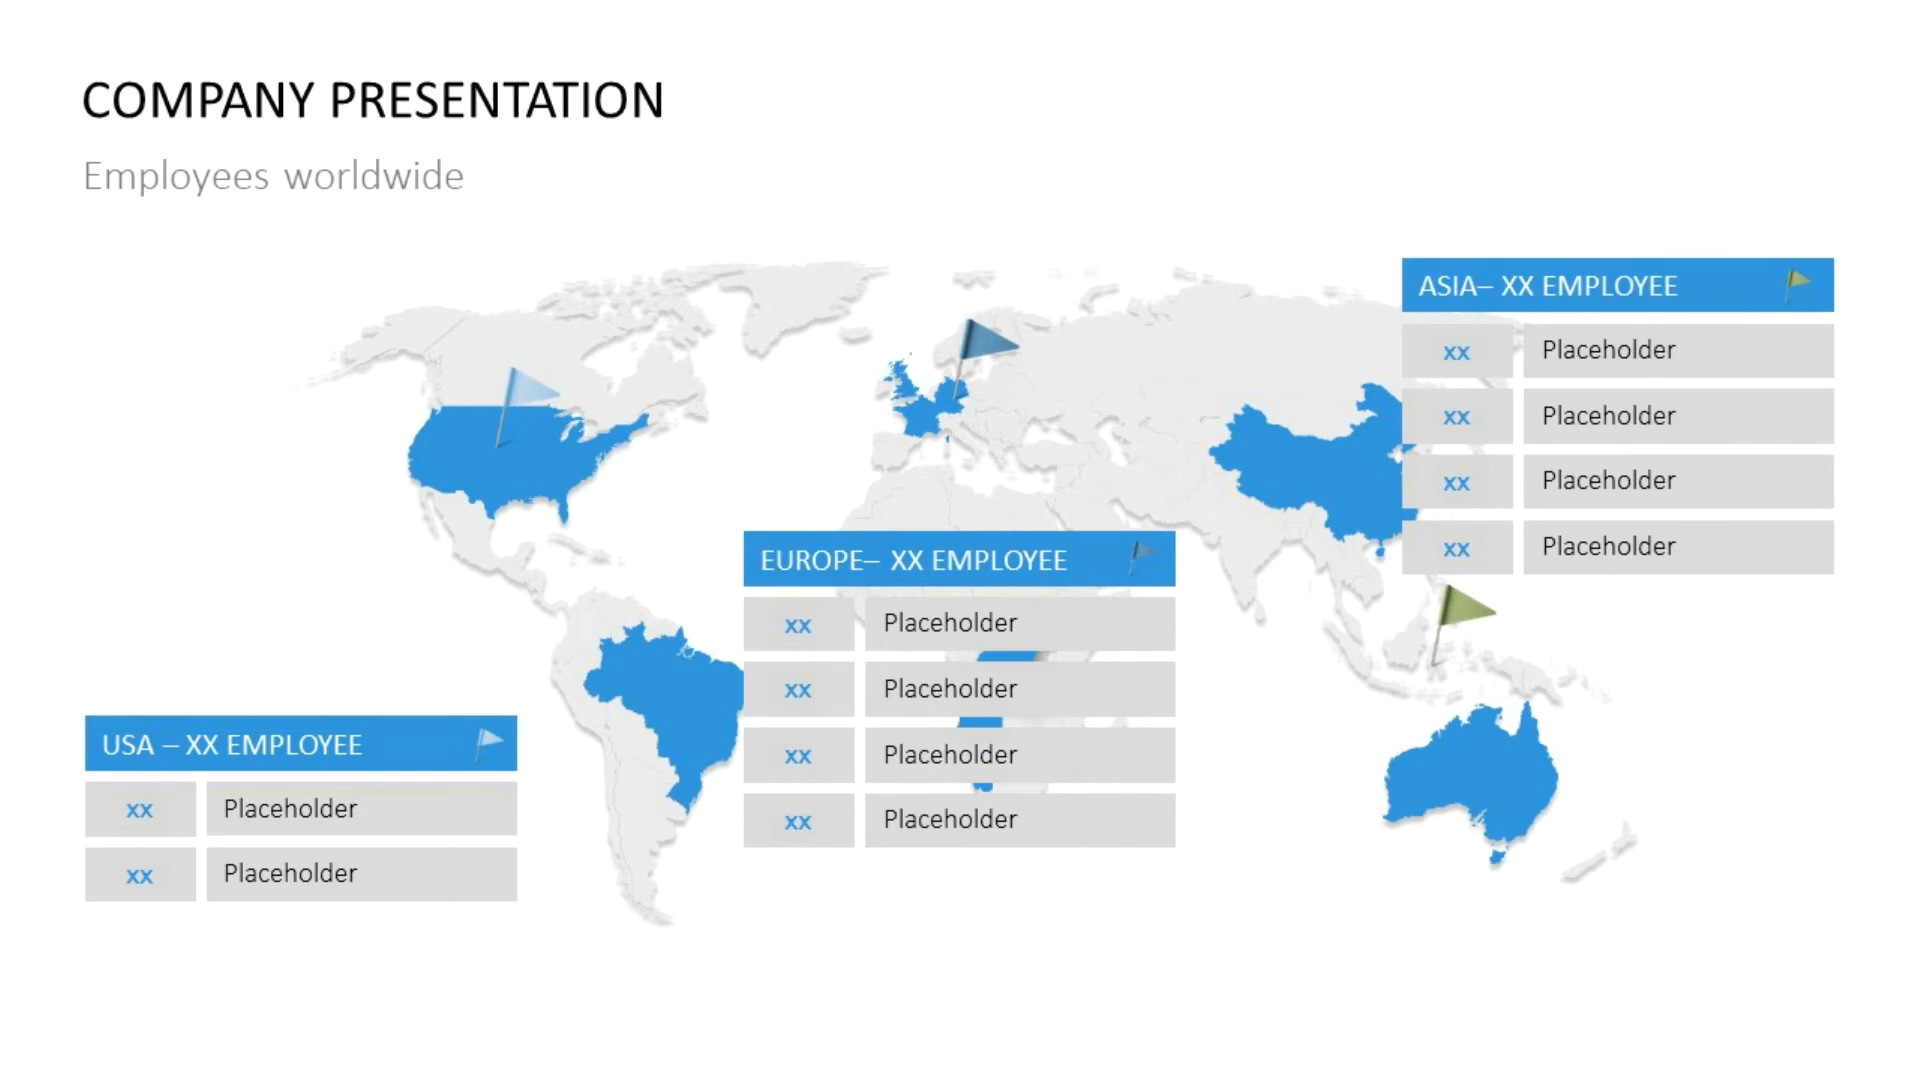 COMPANY PRESENTATION
Employees worldwide
ASIA– XX EMPLOYEE
xx Placeholder
xx Placeholder
xx Placeholder
xx Placeholder
EUROPE– XX EMPLOYEE
xx Placeholder
xx Placeholder
xx Placeholder
xx Placeholder
USA – XX EMPLOYEE
xx Placeholder
xx Placeholder